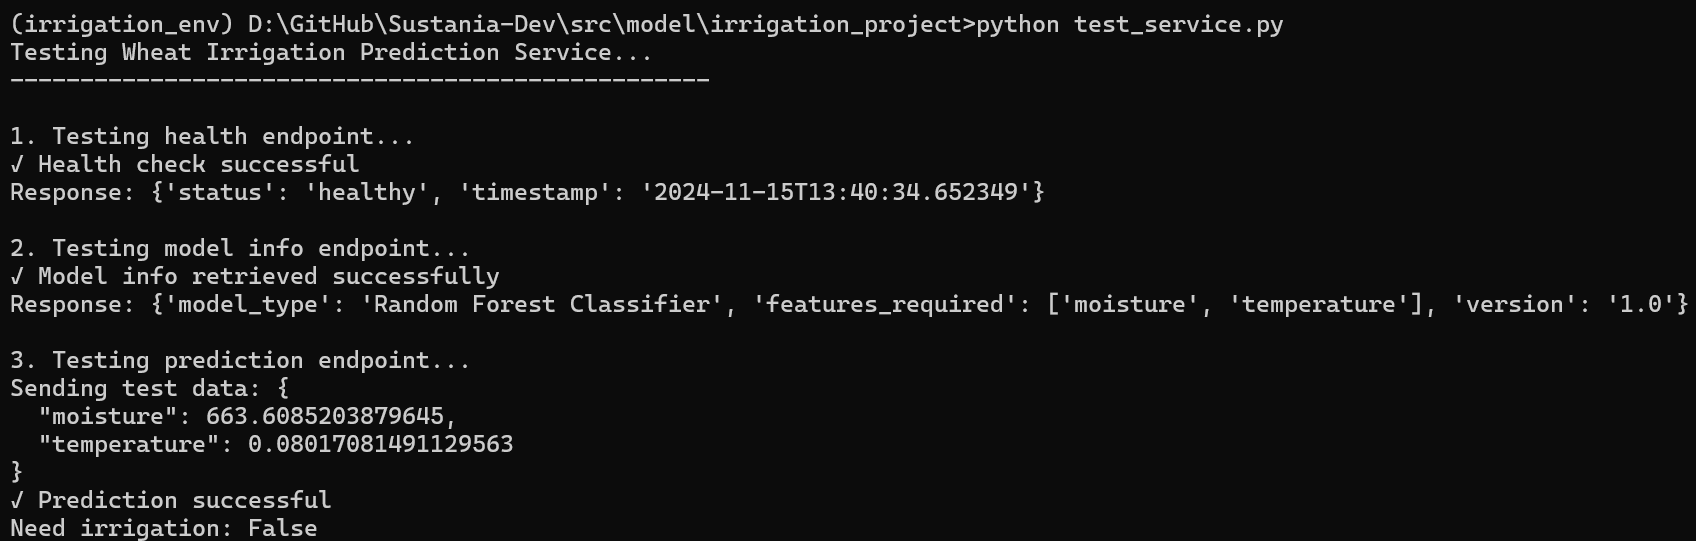 (irrigation_env) D:\GitHub\Sustania-Dev\src\model\irrigation_project>python test_service.py
Testing Wheat Irrigation Prediction Service...
--------------------------------------------------
1. Testing health endpoint...
√ Health check successful
Response: {'status': 'healthy', 'timestamp': '2024-11-15T13:40:34.652349'}
2. Testing model info endpoint...
√ Model info retrieved successfully
Response: {'model_type': 'Random Forest Classifier', 'features_required': ['moisture', 'temperature'], 'version': '1.0'}
3. Testing prediction endpoint...
Sending test data: {
  "moisture": 663.6085203879645,
  "temperature": 0.08017081491129563
}
√ Prediction successful
Need irrigation: False